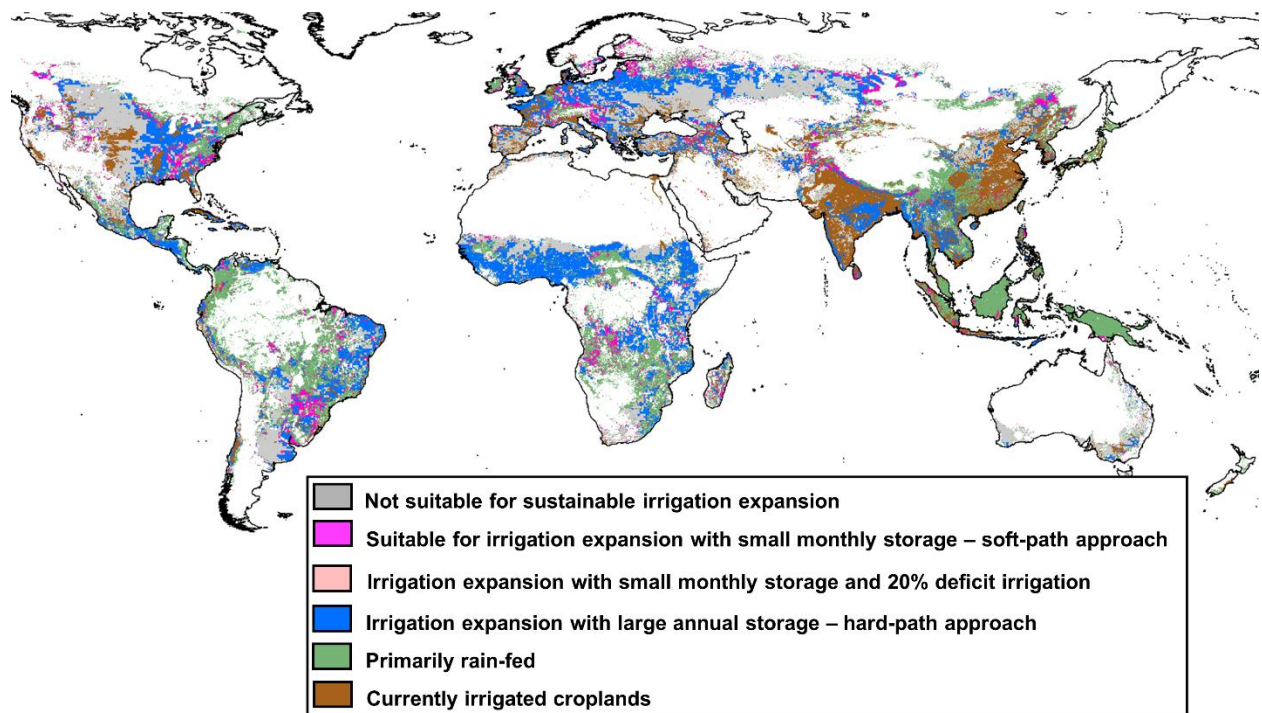 Not suitable for sustainable irrigation expansion
Suitable for irrigation expansion with small monthly storage – soft-path approach
Irrigation expansion with small monthly storage and 20% deficit irrigation
Irrigation expansion with large annual storage – hard-path approach
Primarily rain-fed
Currently irrigated croplands